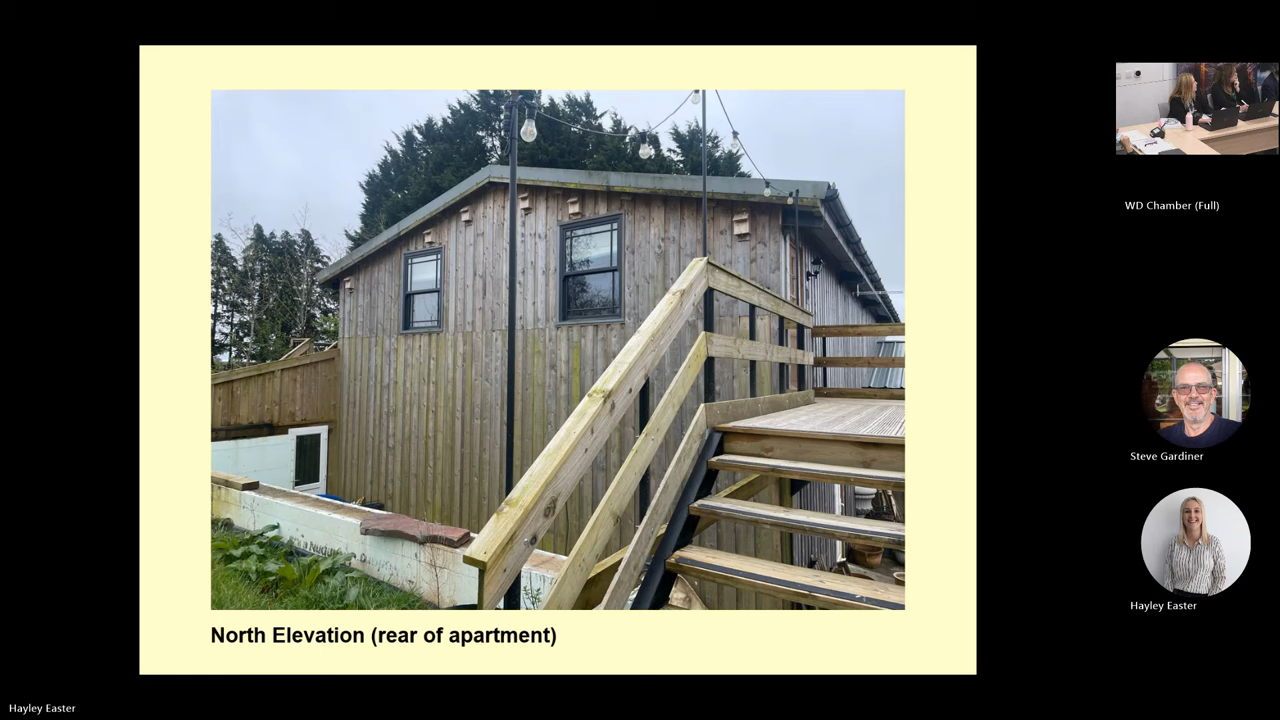 WD Chamber (Full)
Steve Gardiner
Hayley Easter
North Elevation (rear of apartment)
Hayley Easter